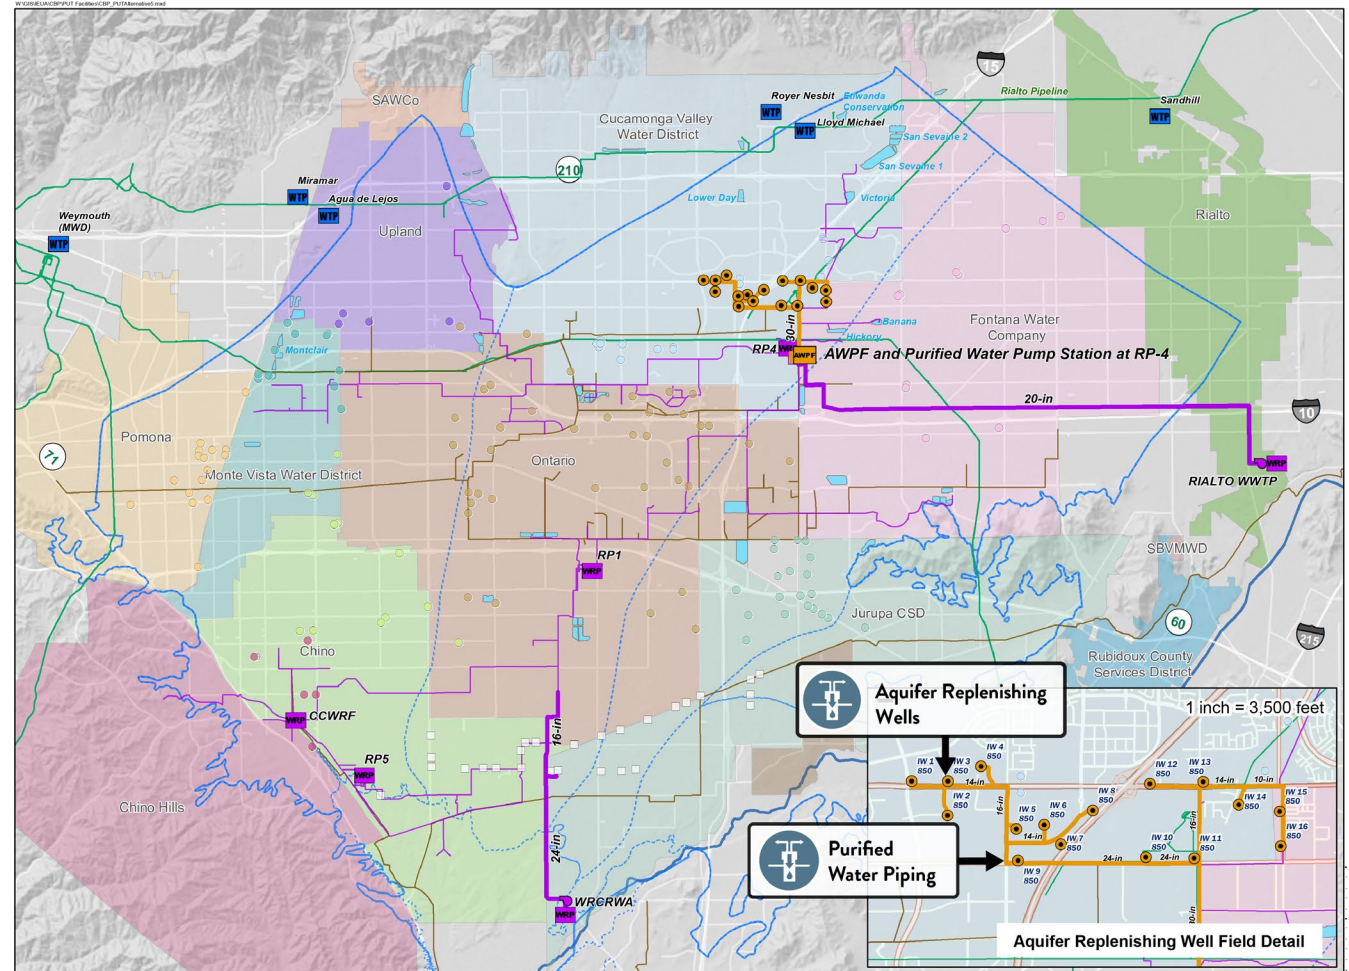 W:\GIS\IEUA\CBP\PUT Facilities\CBP_PUTAlternative5.mxd
15
Rialto Pipeline
Sandhill
WTP
Royer Nesbit
WTP
Etiwanda
Conservation
WTP
Lloyd Michael
SAWCo
Cucamonga Valley
Water District
San Sevaine 2
San Sevaine 1
210
Miramar
WTP
Agua de Lejos
WTP
Lower Day
Victoria
Weymouth
(MWD)
WTP
Upland
Rialto
30-in
Banana
Hickory
Fontana Water
Company
Montclair
RP4
AWPF
AWPF and Purified Water Pump Station at RP-4
20-in
10
Pomona
71
Monte Vista Water District
Ontario
WRP
RIALTO WWTP
RP1
WRP
SBVMWD
Jurupa CSD
60
215
Chino
Rubidoux County
Services District
WRP
CCWRF
16-in
RP5
WRP
Chino Hills
24-in
WRCRWA
WRP
Aquifer Replenishing
Wells
Purified
Water Piping
1 inch = 3,500 feet
IW 1
850
IW 3
IW 4
850
14-in
IW 2
850
16-in
IW 5
850
IW 6
850
14-in
IW 8
850
IW 7
850
IW 9
850
24-in
IW 12
850
IW 13
850
14-in
10-in
IW 14
850
IW 15
850
16-in
IW 10
850
IW 11
850
IW 16
850
24-in
Aquifer Replenishing Well Field Detail